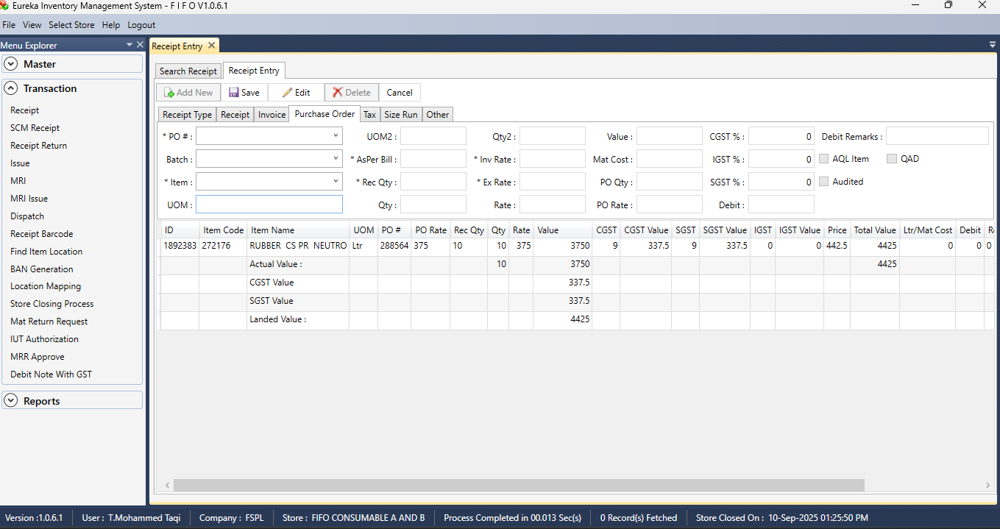 Eureka Inventory Management System - F I F O V1.0.6.1
File View Select Store Help Logout
Menu Explorer
Master
Transaction
Receipt
SCM Receipt
Receipt Return
Issue
MRI
MRI Issue
Dispatch
Receipt Barcode
Find Item Location
BAN Generation
Location Mapping
Store Closing Process
Mat Return Request
IUT Authorization
MRR Approve
Debit Note With GST
Reports
Receipt Entry
Search Receipt Receipt Entry
Add New Save Edit Delete Cancel
Receipt Type Receipt Invoice Purchase Order Tax Size Run Other
* PO # : UOM2 : Qty2 : Value : CGST % : 0 Debit Remarks :
Batch : * AsPer Bill : * Inv Rate : Mat Cost : IGST % : 0 AQL Item QAD
* Item : * Rec Qty : * Ex Rate : PO Qty : SGST % : 0 Audited
UOM : Qty : Rate : PO Rate : Debit :
ID Item Code Item Name UOM PO # PO Rate Rec Qty Qty Rate Value CGST CGST Value SGST SGST Value IGST IGST Value Price Total Value Ltr/Mat Cost Debit
1892383 272176 RUBBER CS PR NEUTRO Ltr 288564 375 10 10 375 3750 9 337.5 9 337.5 0 0 442.5 4425 0 0 0
Actual Value : 10 3750 4425
CGST Value 337.5
SGST Value 337.5
Landed Value : 4425
Version :1.0.6.1 User : T.Mohammed Taqi Company : FSPL Store : FIFO CONSUMABLE A AND B Process Completed in 00.013 Sec(s) 0 Record(s) Fetched Store Closed On : 10-Sep-2025 01:25:50 PM